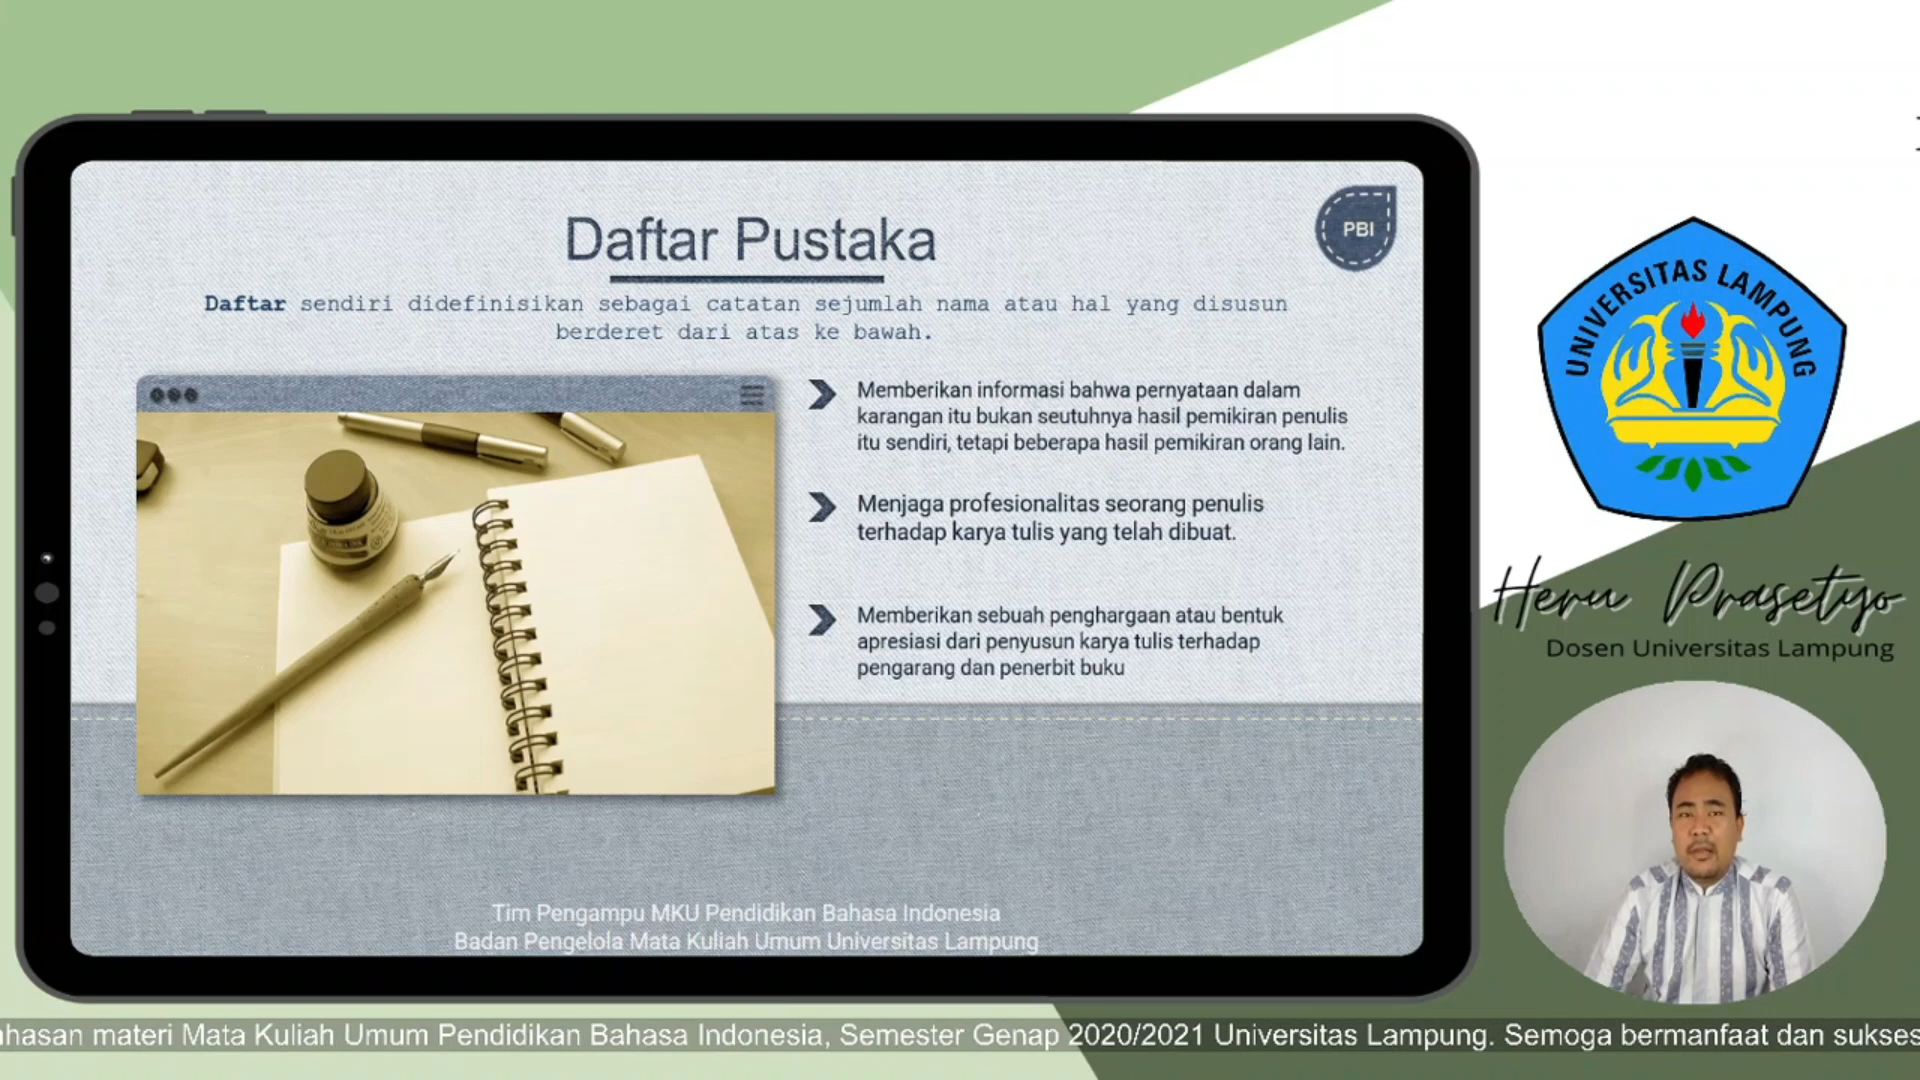 Daftar Pustaka
PBI
Daftar sendiri didefinisikan sebagai catatan sejumlah nama atau hal yang disusun
berderet dari atas ke bawah.
Memberikan informasi bahwa pernyataan dalam
karangan itu bukan seutuhnya hasil pemikiran penulis
itu sendiri, tetapi beberapa hasil pemikiran orang lain.
Menjaga profesionalitas seorang penulis
terhadap karya tulis yang telah dibuat.
Memberikan sebuah penghargaan atau bentuk
apresiasi dari penyusun karya tulis terhadap
pengarang dan penerbit buku
Tim Pengampu MKU Pendidikan Bahasa Indonesia
Badan Pengelola Mata Kuliah Umum Universitas Lampung
UNIVERSITAS LAMPUNG
Heru Prasetyo
Dosen Universitas Lampung
materi Mata Kuliah Umum Pendidikan Bahasa Indonesia, Semester Genap 2020/2021 Universitas Lampung. Semoga bermanfaat dan sukses